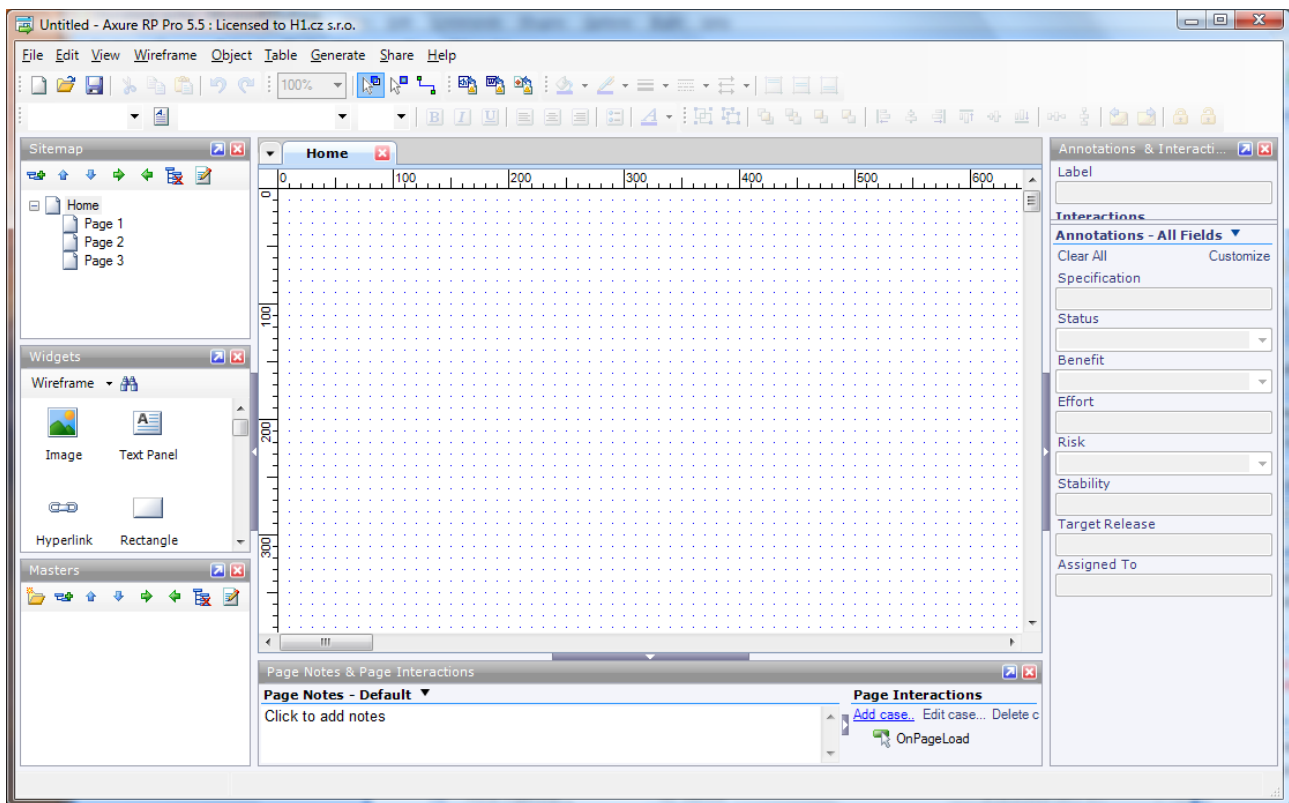 Untitled - Axure RP Pro 5.5 : Licensed to H1.cz s.r.o.
File Edit View Wireframe Object Table Generate Share Help
100%
B I U A
Sitemap
Home
Page 1
Page 2
Page 3
Widgets
Wireframe
A
Image Text Panel
Hyperlink Rectangle
Masters
Home
0 100 200 300 400 500 600
0
100
200
300
Page Notes & Page Interactions
Page Notes - Default
Click to add notes
Page Interactions
Add case.. Edit case... Delete c
OnPageLoad
Annotations & Interacti...
Label
Interactions
Annotations - All Fields
Clear All Customize
Specification
Status
Benefit
Effort
Risk
Stability
Target Release
Assigned To